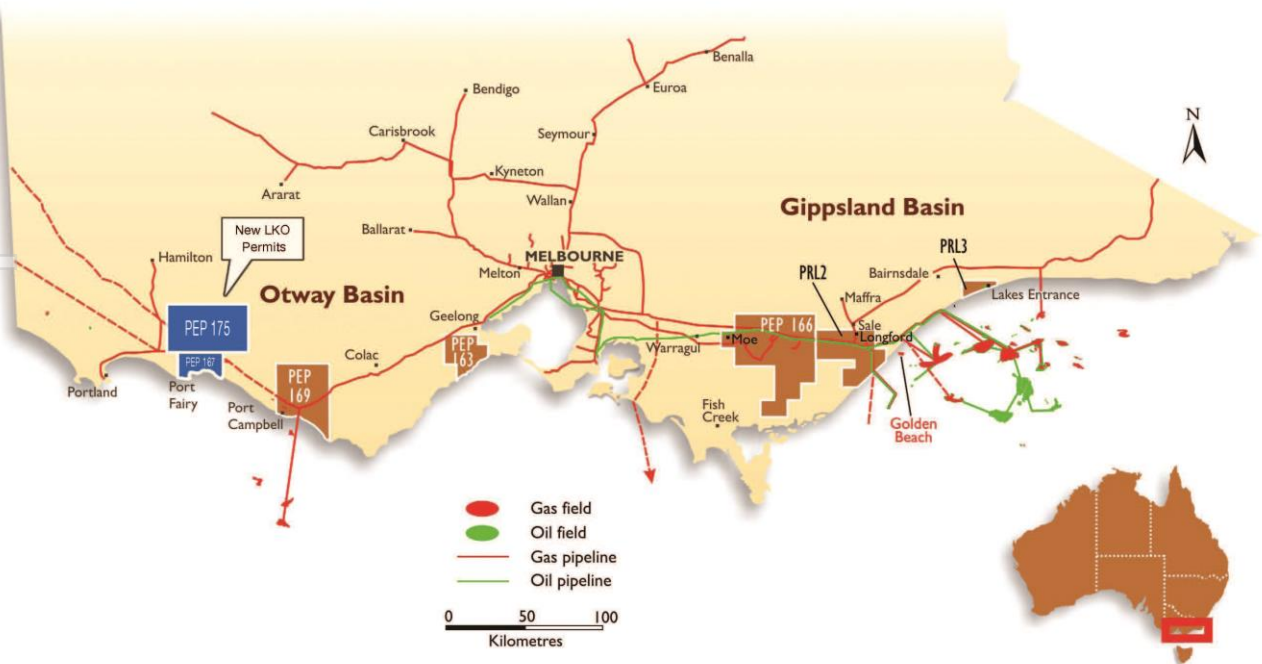 Benalla
Euroa
Bendigo
Carisbrook
Seymour
N
Kyneton
Ararat
Wallan
Gippsland Basin
New LKO
Permits
Ballarat
PRL3
Hamilton
MELBOURNE
Melton
PRL2
Bairnsdale
Otway Basin
Maffra
Lakes Entrance
Geelong
PEP 175
PEP 166
Sale
Longford
PEP
163
Moe
Warragul
Colac
PEP 167
PEP
169
Portland
Port
Fairy
Port
Campbell
Fish
Creek
Golden
Beach
Gas field
Oil field
Gas pipeline
Oil pipeline
0 50 100
Kilometres